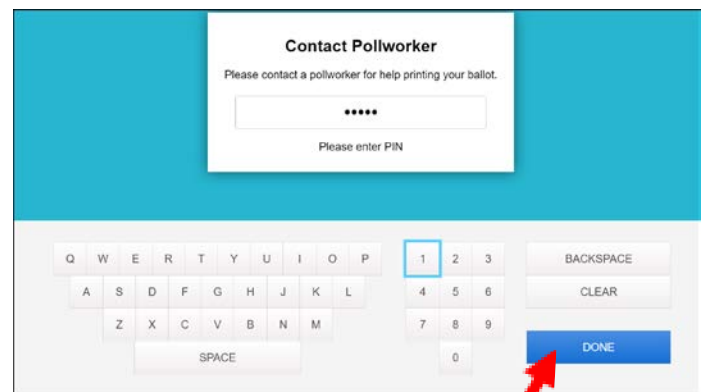 Contact Pollworker
Please contact a pollworker for help printing your ballot.
•••••
Please enter PIN
Q W E R T Y U I O P 1 2 3 BACKSPACE
A S D F G H J K L 4 5 6 CLEAR
Z X C V B N M 7 8 9
DONE
SPACE 0